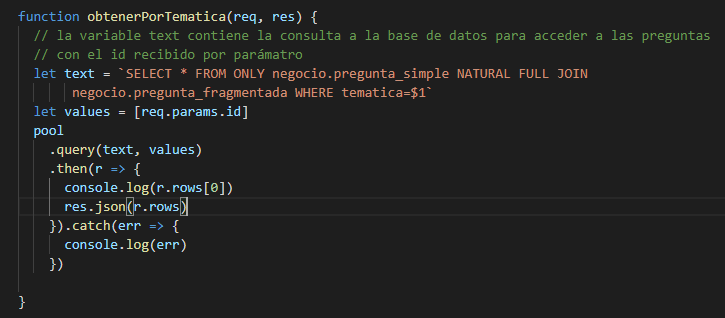 function obtenerPorTematica(req, res) {
// la variable text contiene la consulta a la base de datos para acceder a las preguntas
// con el id recibido por parámatro
let text = `SELECT * FROM ONLY negocio.pregunta_simple NATURAL FULL JOIN
negocio.pregunta_fragmentada WHERE tematica=$1`
let values = [req.params.id]
pool
.query(text, values)
.then(r => {
console.log(r.rows[0])
res.json(r.rows)
}).catch(err => {
console.log(err)
})
}